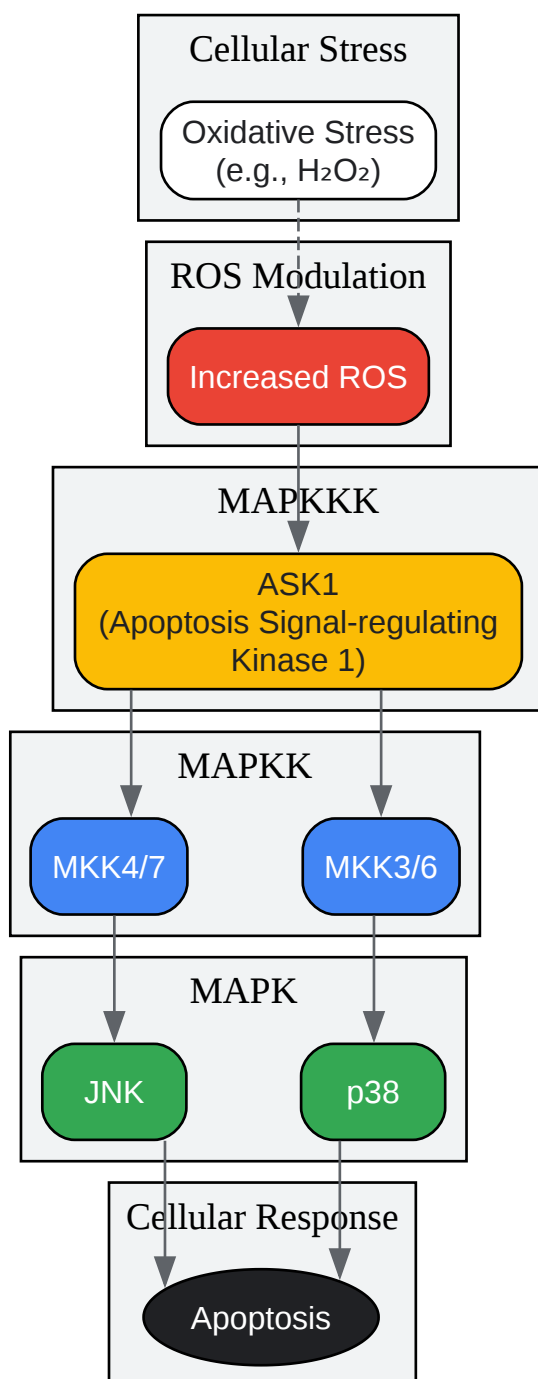 Cellular Stress
Oxidative Stress
(e.g., H₂O₂)
ROS Modulation
Increased ROS
MAPKKK
ASK1
(Apoptosis Signal-regulating
Kinase 1)
MAPKK
MKK4/7
MKK3/6
MAPK
JNK
p38
Cellular Response
Apoptosis